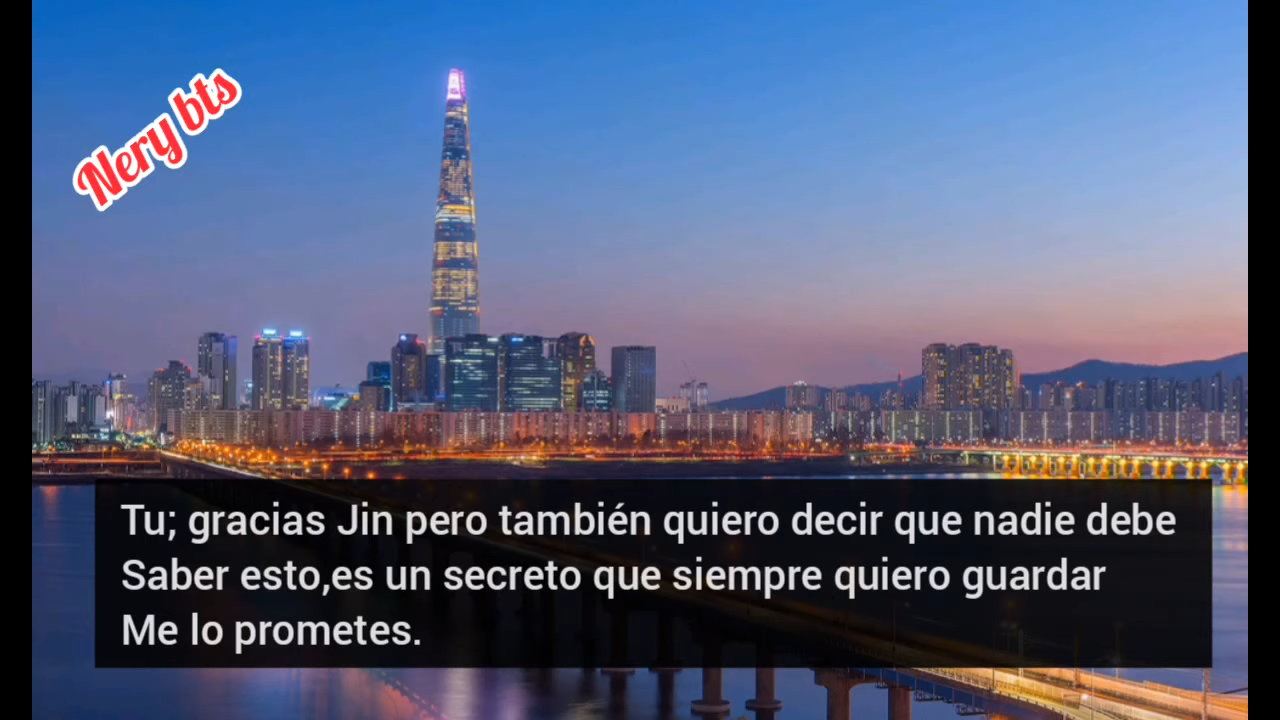 Nery bts
Tu; gracias Jin pero también quiero decir que nadie debe
Saber esto,es un secreto que siempre quiero guardar
Me lo prometes.